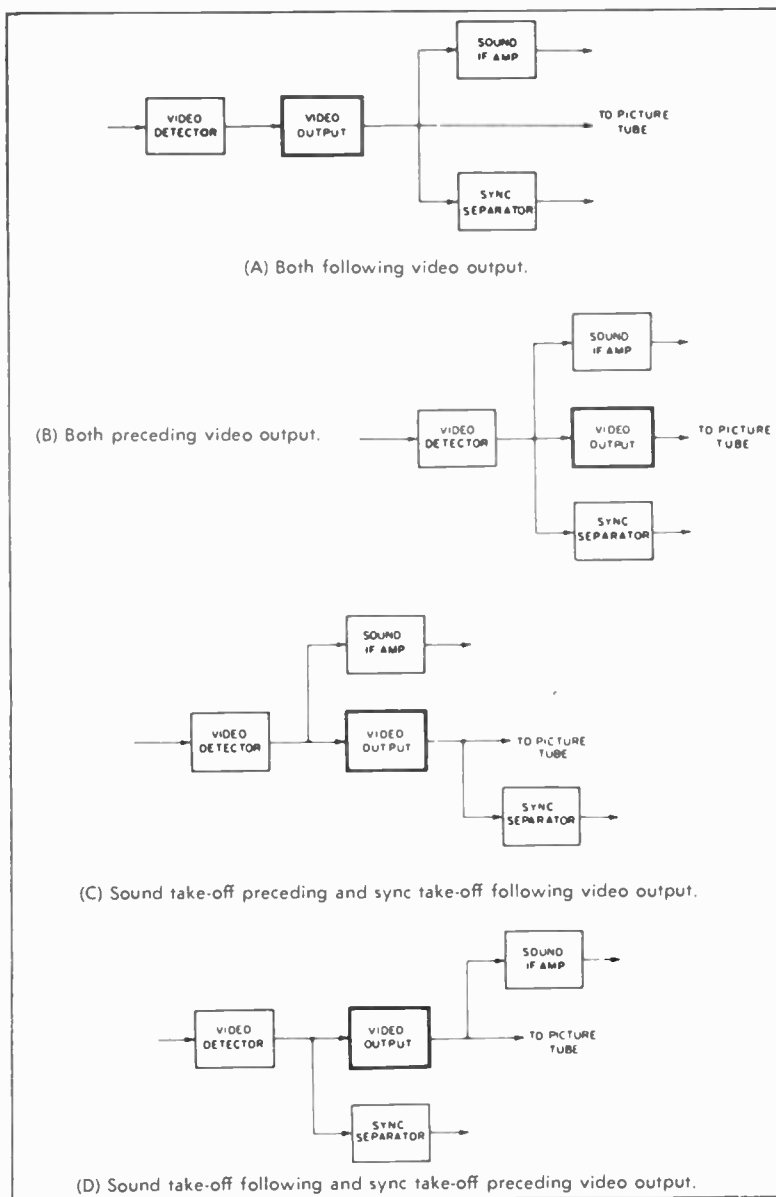 SOUND
IF AMP
VIDEO
DETECTOR
VIDEO
OUTPUT
TO PICTURE
TUBE
SYNC
SEPARATOR
(A) Both following video output.
SOUND
IF AMP
(B) Both preceding video output.
VIDEO
DETECTOR
VIDEO
OUTPUT
TO PICTURE
TUBE
SYNC
SEPARATOR
SOUND
IF AMP
VIDEO
DETECTOR
VIDEO
OUTPUT
TO PICTURE
TUBE
SYNC
SEPARATOR
(C) Sound take-off preceding and sync take-off following video output.
SOUND
IF AMP
VIDEO
DETECTOR
VIDEO
OUTPUT
TO PICTURE
TUBE
SYNC
SEPARATOR
(D) Sound take-off following and sync take-off preceding video output.